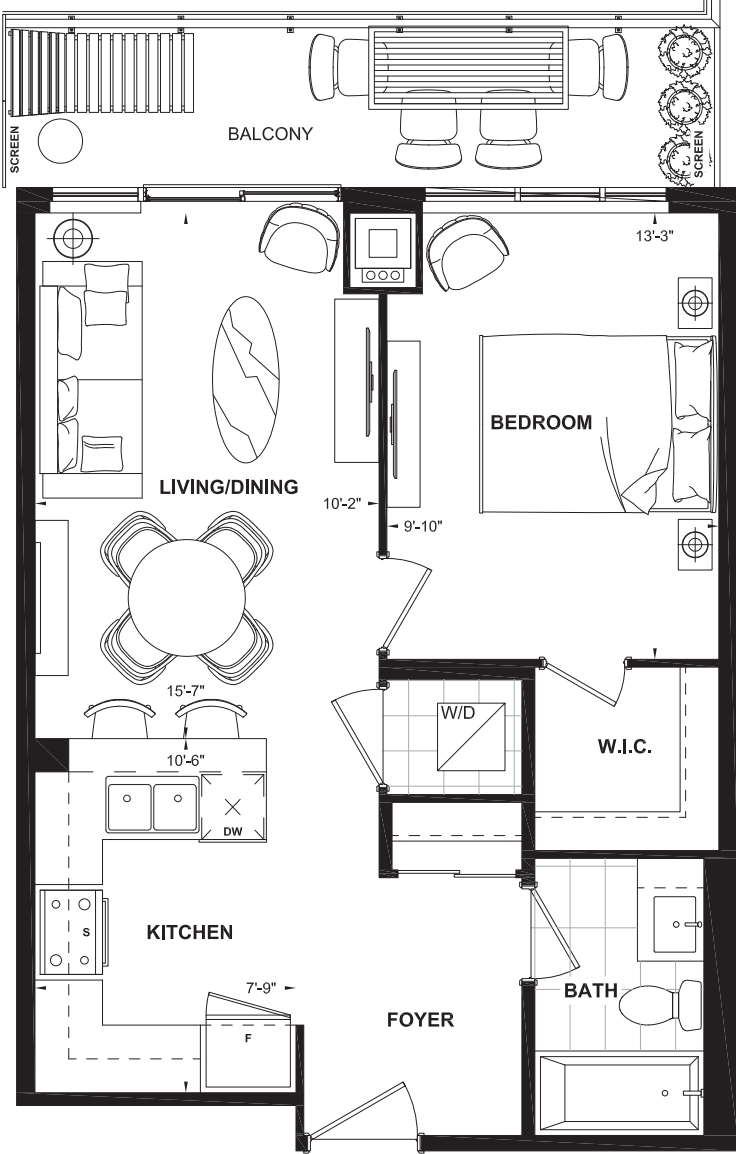 SCREEN
BALCONY
SCREEN
13'-3"
BEDROOM
LIVING/DINING
10'-2"
9'-10"
15'-7"
W/D
W.I.C.
10'-6"
DW
S
KITCHEN
7'-9"
BATH
FOYER
F